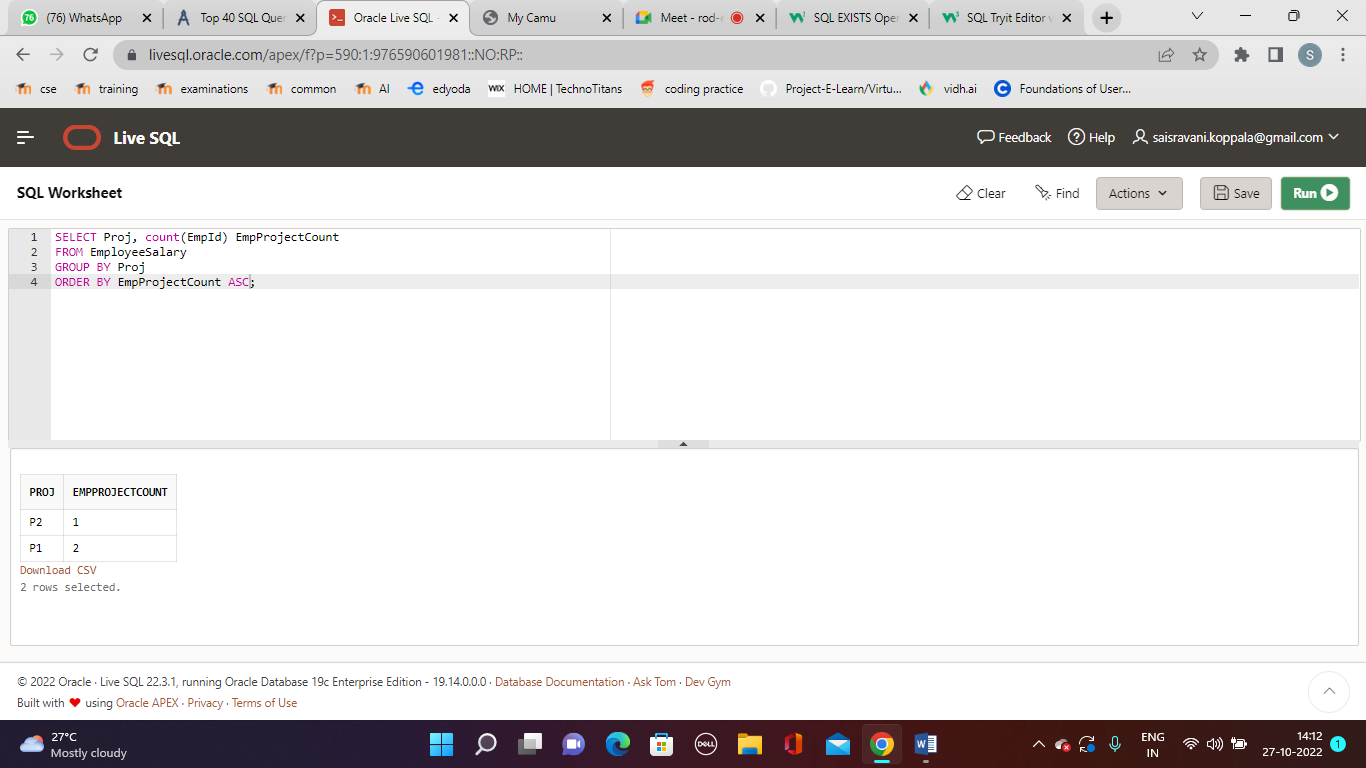 (76) WhatsApp
Top 40 SQL Quer
Oracle Live SQL
My Camu
Meet - rod-
SQL EXISTS Oper
SQL Tryit Editor
livesql.oracle.com/apex/f?p=590:1:976590601981::NO:RP::
S
cse training examinations common AI edyoda WIX HOME | TechnoTitans coding practice Project-E-Learn/Virtu... vidh.ai Foundations of User...
Live SQL
Feedback Help saisravani.koppala@gmail.com
SQL Worksheet
Clear Find Actions Save Run
1 SELECT Proj, count(EmpId) EmpProjectCount
2 FROM EmployeeSalary
3 GROUP BY Proj
4 ORDER BY EmpProjectCount ASC;
PROJ EMPPROJECTCOUNT
P2 1
P1 2
Download CSV
2 rows selected.
© 2022 Oracle · Live SQL 22.3.1, running Oracle Database 19c Enterprise Edition - 19.14.0.0.0 · Database Documentation · Ask Tom · Dev Gym
Built with ❤ using Oracle APEX · Privacy · Terms of Use
27°C
Mostly cloudy
DELL
ENG
IN
14:12
27-10-2022
1